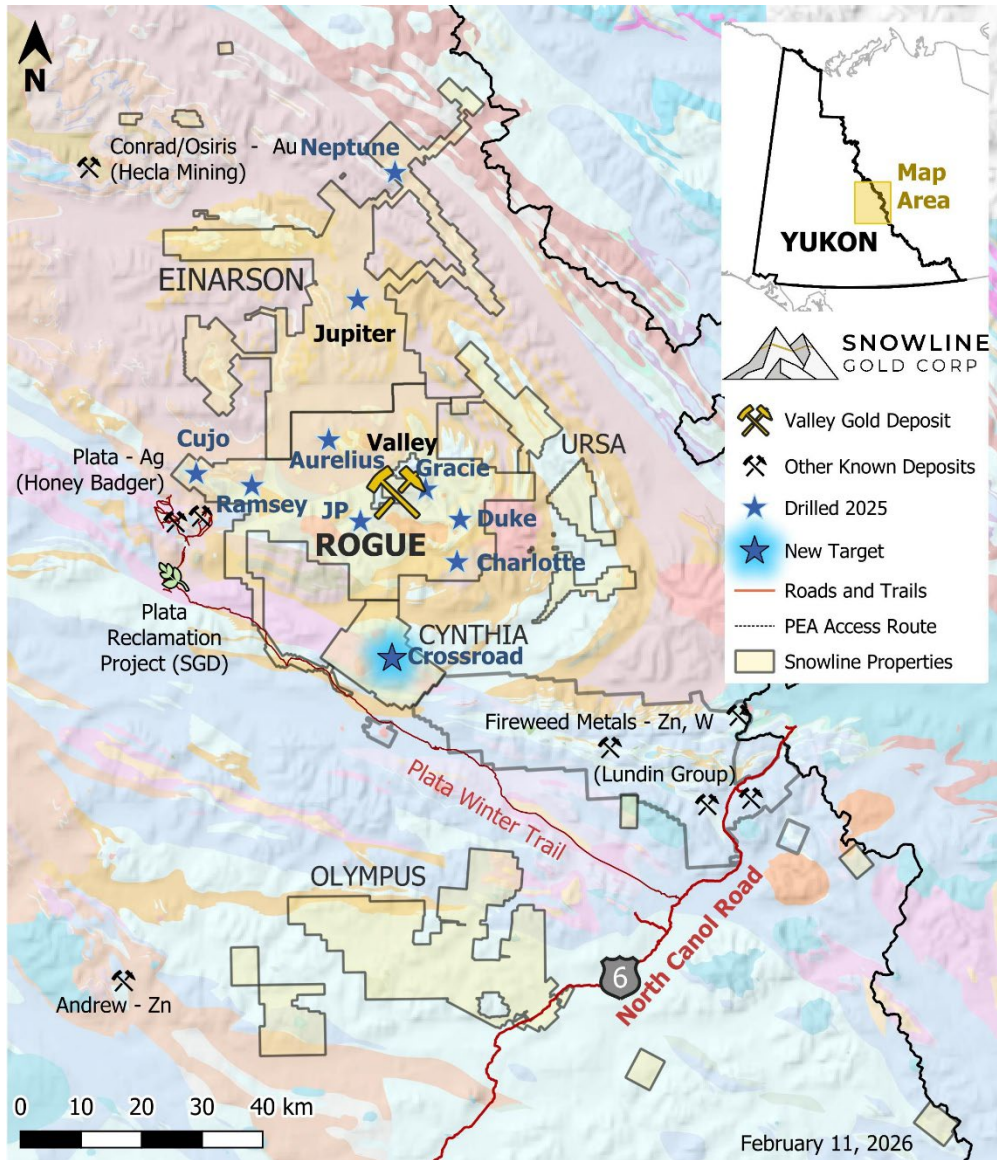 N
Conrad/Osiris - Au
(Hecla Mining)
Neptune
EINARSON
Jupiter
Cujo
Plata - Ag
(Honey Badger)
Ramsey
Aurelius
Valley
Gracie
JP
Duke
ROGUE
Charlotte
URSA
Plata
Reclamation
Project (SGD)
CYNTHIA
Crossroad
Fireweed Metals - Zn, W
(Lundin Group)
Plata Winter Trail
OLYMPUS
North Canol Road
6
Andrew - Zn
0 10 20 30 40 km
February 11, 2026
Map
Area
YUKON
SNOWLINE
GOLD CORP
Valley Gold Deposit
Other Known Deposits
Drilled 2025
New Target
Roads and Trails
PEA Access Route
Snowline Properties